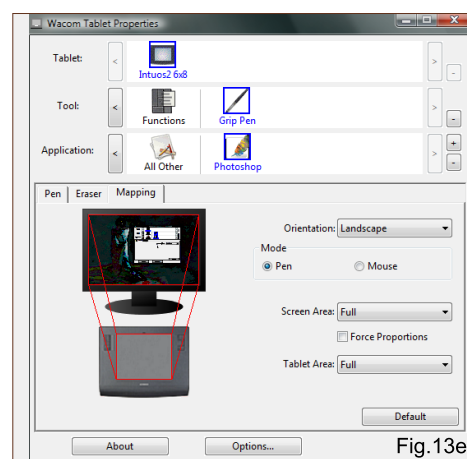 Wacom Tablet Properties
Tablet:
Intuos2 6x8
Tool:
Functions
Grip Pen
Application:
All Other
Photoshop
Pen
Eraser
Mapping
Orientation: Landscape
Mode
Pen
Mouse
Screen Area: Full
Force Proportions
Tablet Area: Full
Default
About
Options...
Fig.13e